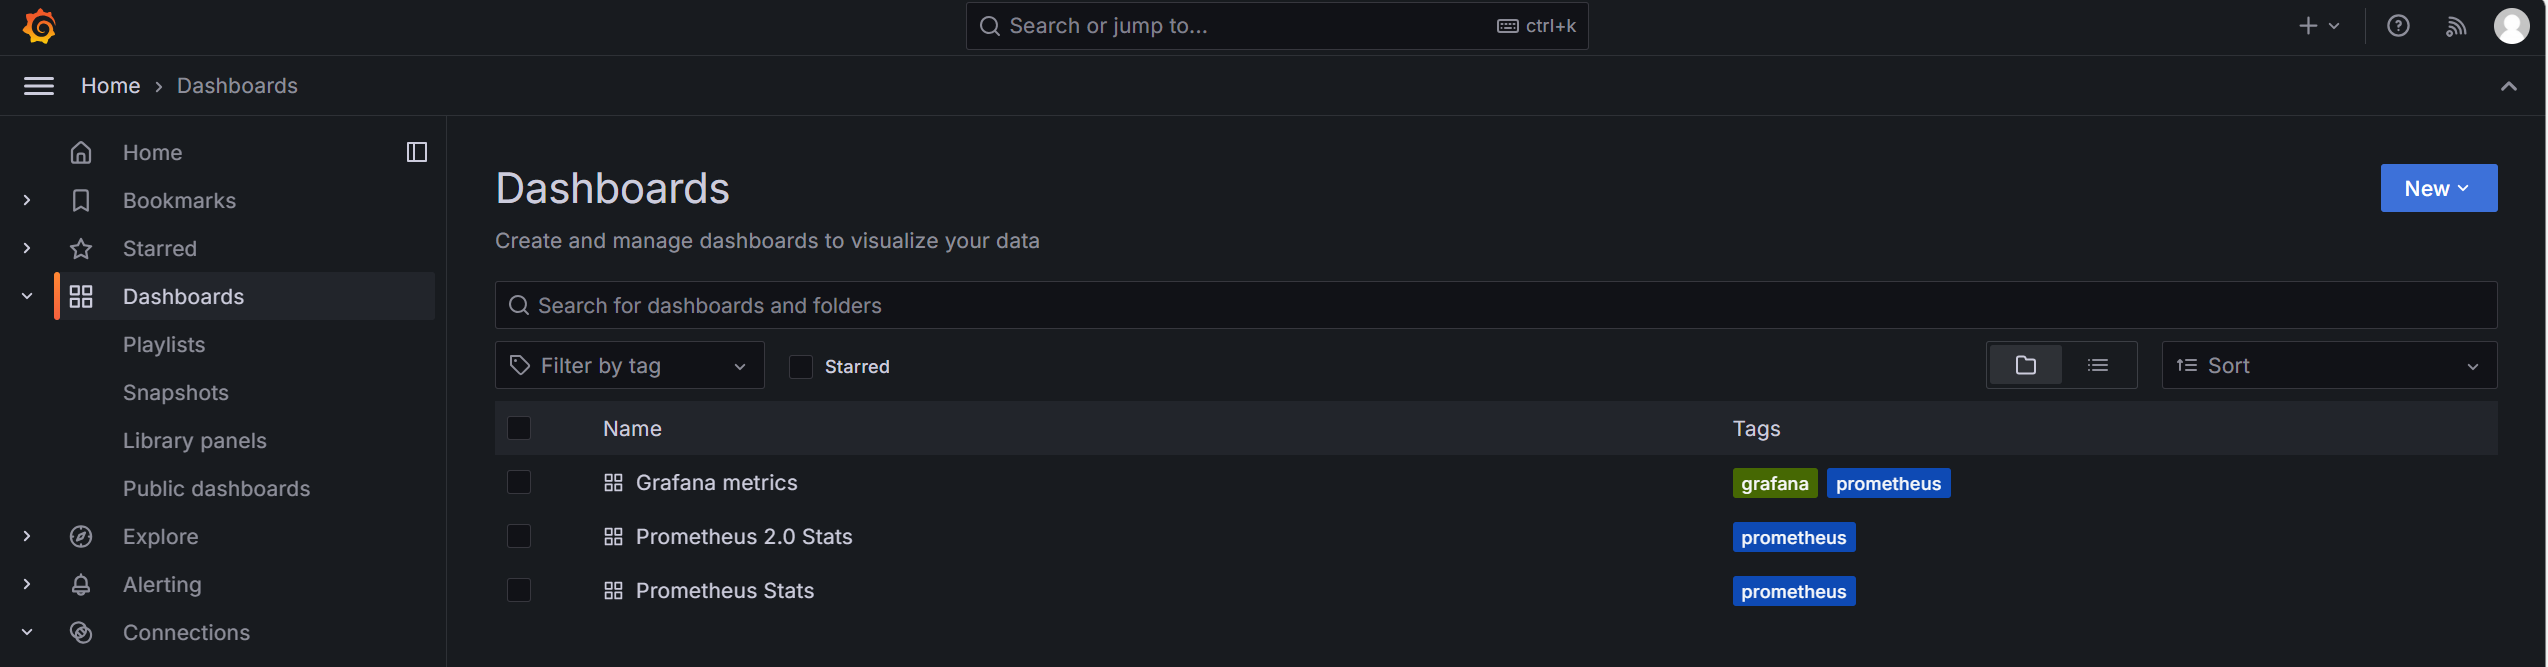 Search or jump to...
ctrl+k
Home
Dashboards
Home
Bookmarks
Starred
Dashboards
Playlists
Snapshots
Library panels
Public dashboards
Explore
Alerting
Connections
Dashboards
New
Create and manage dashboards to visualize your data
Search for dashboards and folders
Filter by tag
Starred
Sort
Name Tags
Grafana metrics grafana prometheus
Prometheus 2.0 Stats prometheus
Prometheus Stats prometheus